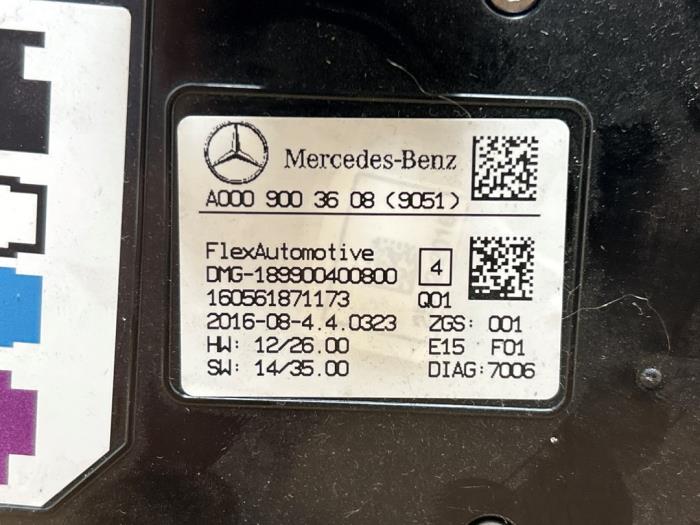 Mercedes-Benz
A000 900 36 08 (9051)
FlexAutomotive
DMG-189900400800 4
160561871173 Q01
2016-08-4.4.0323 ZGS: 001
HW: 12/26.00 E15 F01
SW: 14/35.00 DIAG:7006